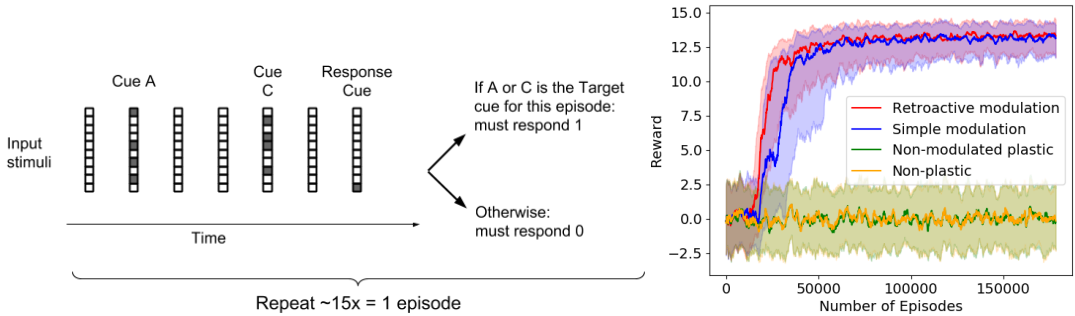 Cue A
Cue
C
Response
Cue
Input
stimuli
Time
If A or C is the Target
cue for this episode:
must respond 1
Otherwise:
must respond 0
Repeat ~15x = 1 episode
Reward
15.0
12.5
10.0
7.5
5.0
2.5
0.0
−2.5
Retroactive modulation
Simple modulation
Non-modulated plastic
Non-plastic
0
50000
100000
150000
Number of Episodes